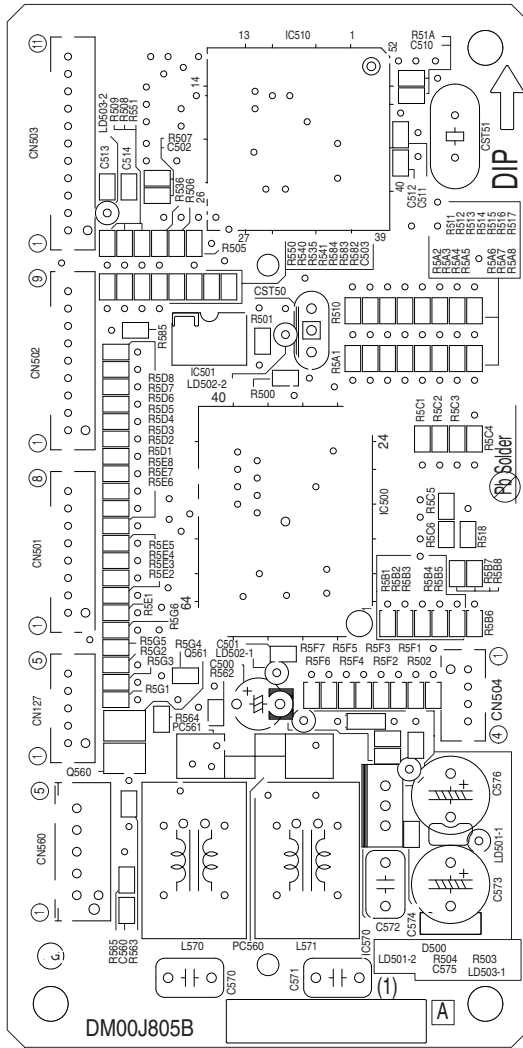 13 IC510 1
52
R51A
C510
11
14
CN503
LD503-2
R509
R508
R551
C513
C514
R507
C502
R536
R506
26
CST51
DIP
40
C512
C511
1
R505
27
39
R511
R512
R513
R514
R515
R516
R517
R5A2
R5A3
R5A4
R5A5
R5A6
R5A7
R5A8
9
R550
R540
R535
R541
R584
R583
R582
C503
CST50
R585
R501
R510
CN502
IC501
LD502-2
R5A1
R500
40
R5D8
R5D7
R5D6
R5D5
R5D4
R5D3
R5D2
R5D1
R5E8
R5E7
R5E6
R5C1
R5C2
R5C3
R5C4
24
1
8
IC500
Pb Solder
CN501
R5C5
R5C6
R518
R5E5
R5E4
R5E3
R5E2
R5B7
R5B8
R5B1
R5B2
R5B3
R5B4
R5B5
R5E1
R5G6
64
R5B6
1
5
R5G5
R5G2
R5G3
R5G4
Q561
C501
LD502-1
C500
R562
R5F7 R5F5 R5F3 R5F1
R5F6 R5F4 R5F2 R502
1
CN127
R5G1
CN504
R564
PC561
4
1
Q560
5
C576
CN560
LD501-1
C573
1
C572
C574
R565
C560
R563
L570 PC560 L571
C570
D500
LD501-2 R504 R503
C575 LD503-1
G
C570
C571
(1)
A
DM00J805B